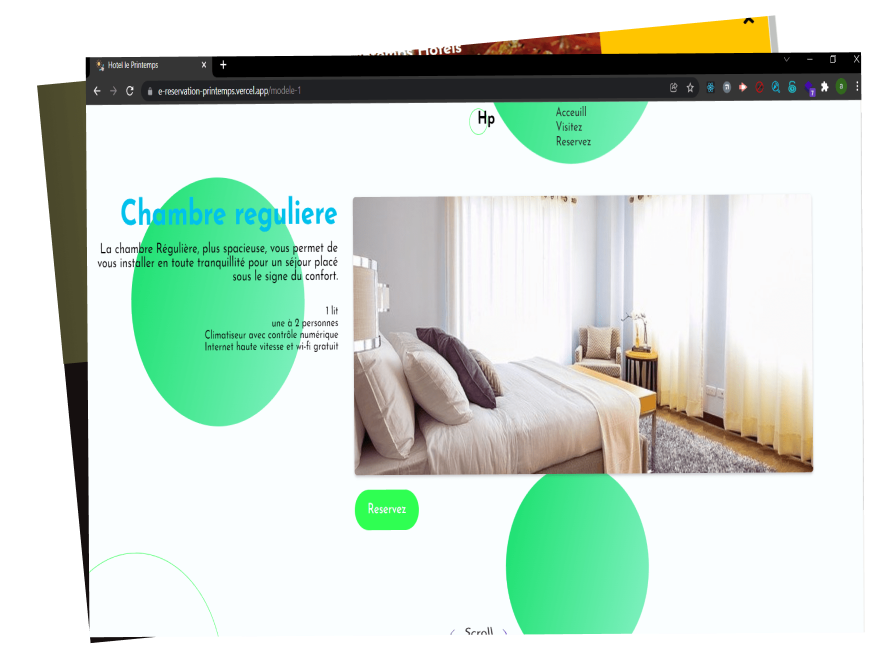 Printemps Hotels
Hotel le Printemps
e-reservation-printemps.vercel.app/modele-1
Hp
Acceuill
Visitez
Reservez
Chambre reguliere
La chambre Régulière, plus spacieuse, vous permet de
vous installer en toute tranquillité pour un séjour placé
sous le signe du confort.
1 lit
une à 2 personnes
Climatiseur avec contrôle numérique
Internet haute vitesse et wi-fi gratuit
Reservez
Scroll